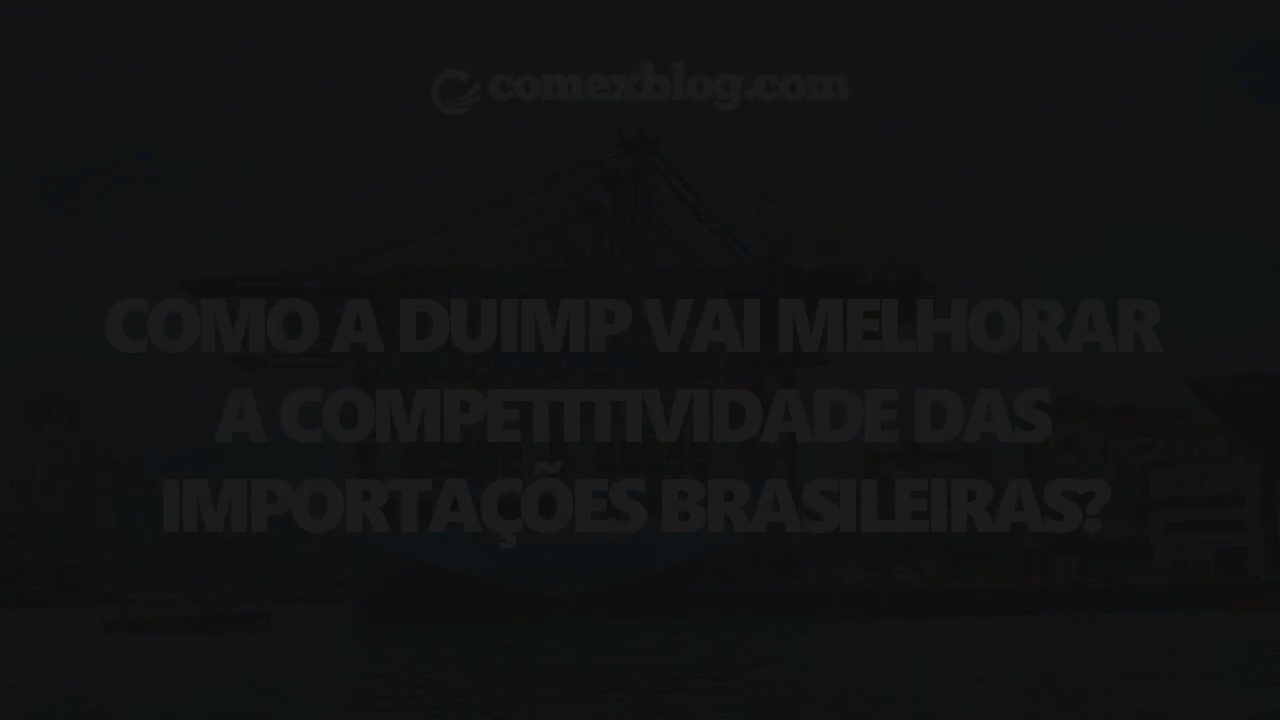 comexblog.com
COMO A DUIMP VAI MELHORAR
A COMPETITIVIDADE DAS
IMPORTAÇÕES BRASILEIRAS?